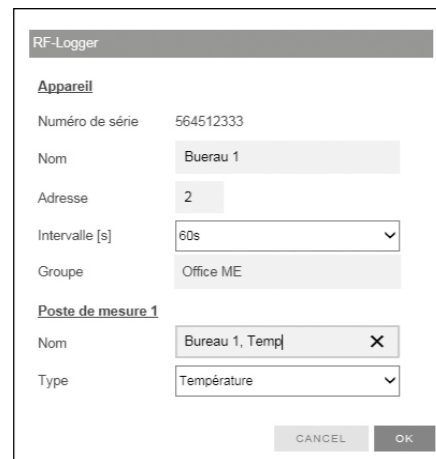 RF-Logger
Appareil
Numéro de série 564512333
Nom Buerau 1
Adresse 2
Intervalle [s] 60s
Groupe Office ME
Poste de mesure 1
Nom Bureau 1, Temp
Type Température
CANCEL OK